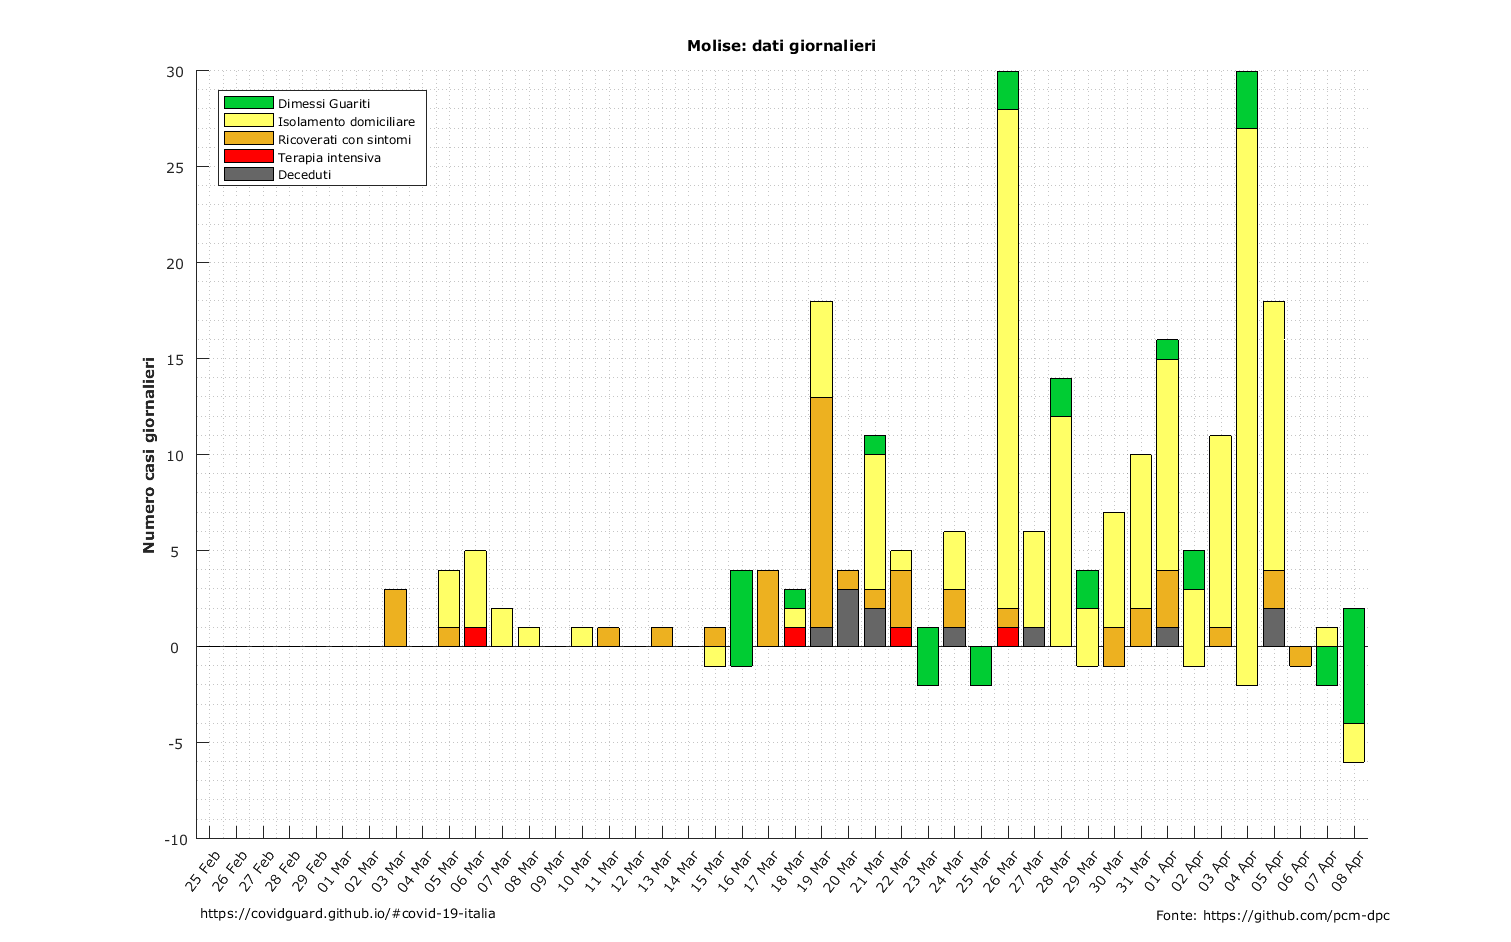 Molise: dati giornalieri
30
25
20
15
10
5
0
-5
-10
Numero casi giornalieri
Dimessi Guariti
Isolamento domiciliare
Ricoverati con sintomi
Terapia intensiva
Deceduti
25 Feb
26 Feb
27 Feb
28 Feb
29 Feb
01 Mar
02 Mar
03 Mar
04 Mar
05 Mar
06 Mar
07 Mar
08 Mar
09 Mar
10 Mar
11 Mar
12 Mar
13 Mar
14 Mar
15 Mar
16 Mar
17 Mar
18 Mar
19 Mar
20 Mar
21 Mar
22 Mar
23 Mar
24 Mar
25 Mar
26 Mar
27 Mar
28 Mar
29 Mar
30 Mar
31 Mar
01 Apr
02 Apr
03 Apr
04 Apr
05 Apr
06 Apr
07 Apr
08 Apr
https://covidguard.github.io/#covid-19-italia
Fonte: https://github.com/pcm-dpc